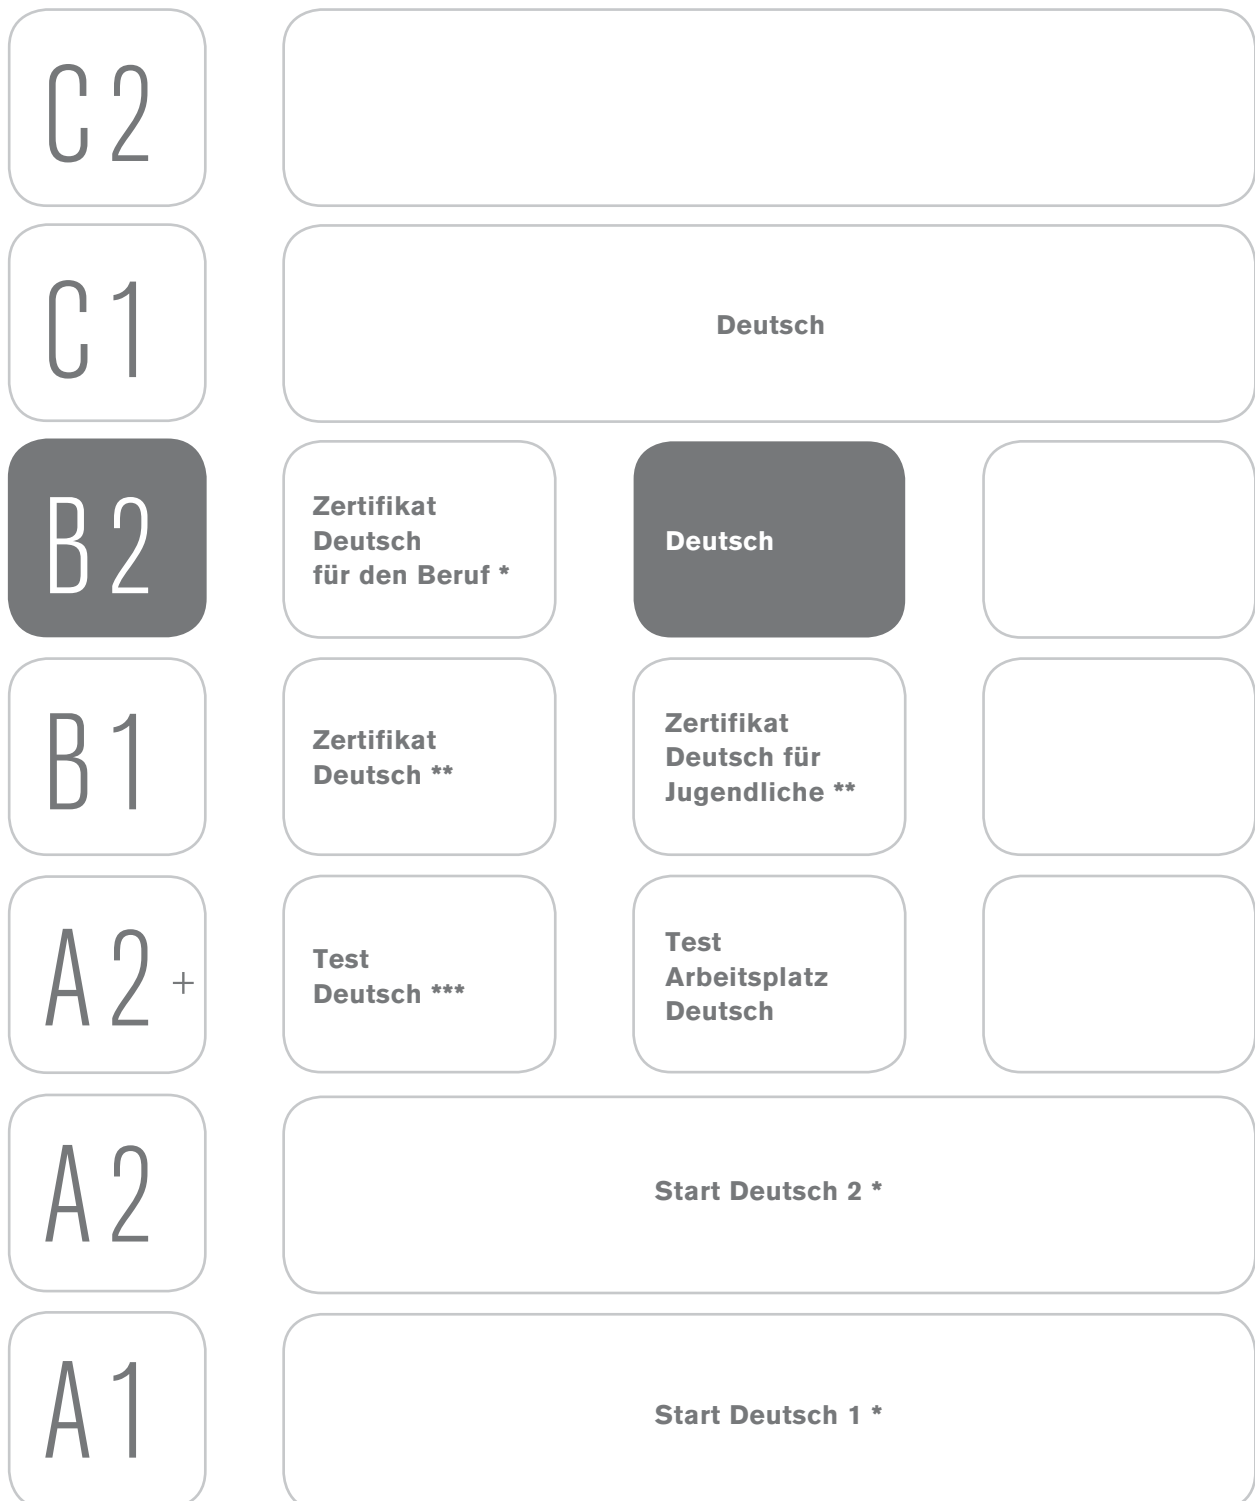 C2
C1
Deutsch
B2
Zertifikat
Deutsch
für den Beruf *
Deutsch
B1
Zertifikat
Deutsch **
Zertifikat
Deutsch für
Jugendliche **
A2 +
Test
Deutsch ***
Test
Arbeitsplatz
Deutsch
A2
Start Deutsch 2 *
A1
Start Deutsch 1 *